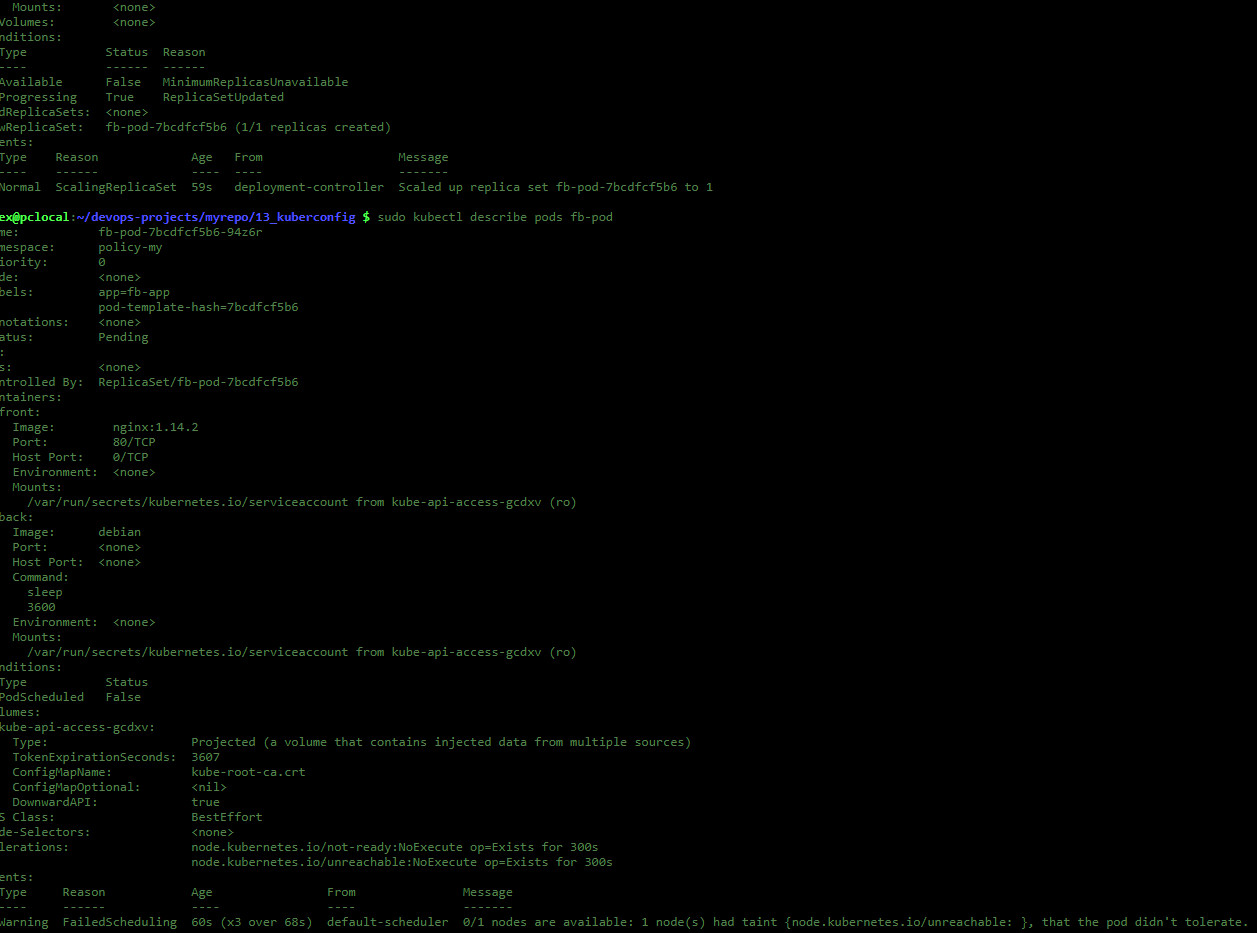 Mounts:       <none>
Volumes:        <none>
nditions:
Type           Status  Reason
----           ------  ------
Available      False   MinimumReplicasUnavailable
Progressing    True    ReplicaSetUpdated
dReplicaSets:  <none>
wReplicaSet:   fb-pod-7bcdfcf5b6 (1/1 replicas created)
ents:
Type    Reason             Age   From                   Message
----    ------             ----  ----                   -------
Normal  ScalingReplicaSet  59s   deployment-controller  Scaled up replica set fb-pod-7bcdfcf5b6 to 1
ex@pclocal:~/devops-projects/myrepo/13_kuberconfig $ sudo kubectl describe pods fb-pod
me:           fb-pod-7bcdfcf5b6-94z6r
mespace:      policy-my
iority:       0
de:           <none>
bels:         app=fb-app
              pod-template-hash=7bcdfcf5b6
notations:    <none>
atus:         Pending
:
s:            <none>
ntrolled By:  ReplicaSet/fb-pod-7bcdfcf5b6
ntainers:
front:
  Image:        nginx:1.14.2
  Port:         80/TCP
  Host Port:    0/TCP
  Environment:  <none>
  Mounts:
    /var/run/secrets/kubernetes.io/serviceaccount from kube-api-access-gcdxv (ro)
back:
  Image:      debian
  Port:       <none>
  Host Port:  <none>
  Command:
    sleep
    3600
  Environment:  <none>
  Mounts:
    /var/run/secrets/kubernetes.io/serviceaccount from kube-api-access-gcdxv (ro)
nditions:
Type           Status
PodScheduled   False
lumes:
kube-api-access-gcdxv:
  Type:                    Projected (a volume that contains injected data from multiple sources)
  TokenExpirationSeconds:  3607
  ConfigMapName:           kube-root-ca.crt
  ConfigMapOptional:       <nil>
  DownwardAPI:             true
S Class:                   BestEffort
de-Selectors:              <none>
lerations:                 node.kubernetes.io/not-ready:NoExecute op=Exists for 300s
                           node.kubernetes.io/unreachable:NoExecute op=Exists for 300s
ents:
Type     Reason            Age                From               Message
----     ------            ----               ----               -------
Warning  FailedScheduling  60s (x3 over 68s)  default-scheduler  0/1 nodes are available: 1 node(s) had taint {node.kubernetes.io/unreachable: }, that the pod didn't tolerate.